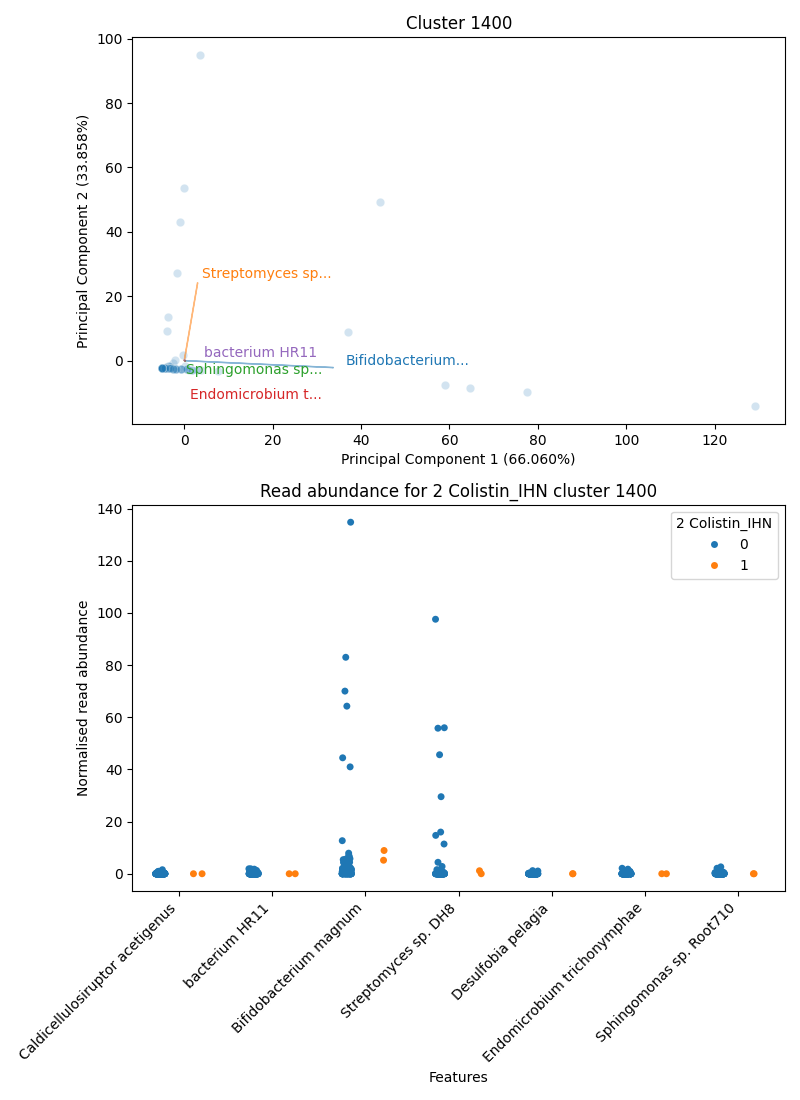 Cluster 1400
100
80
60
40
20
0
Principal Component 2 (33.858%)
Streptomyces sp...
bacterium HR11
Bifidobacterium...
Sphingomonas sp...
Endomicrobium t...
0 20 40 60 80 100 120
Principal Component 1 (66.060%)
Read abundance for 2 Colistin_IHN cluster 1400
140
120
100
80
60
40
20
0
Normalised read abundance
2 Colistin_IHN
0
1
Caldicellulosiruptor acetigenus
bacterium HR11
Bifidobacterium magnum
Streptomyces sp. DH8
Desulfobia pelagia
Endomicrobium trichonymphae
Sphingomonas sp. Root710
Features